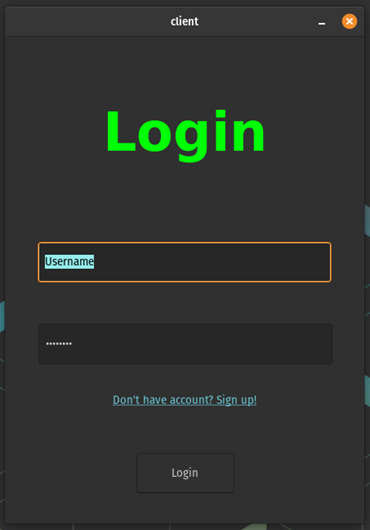 client
Login
Username
••••••••
Don't have account? Sign up!
Login